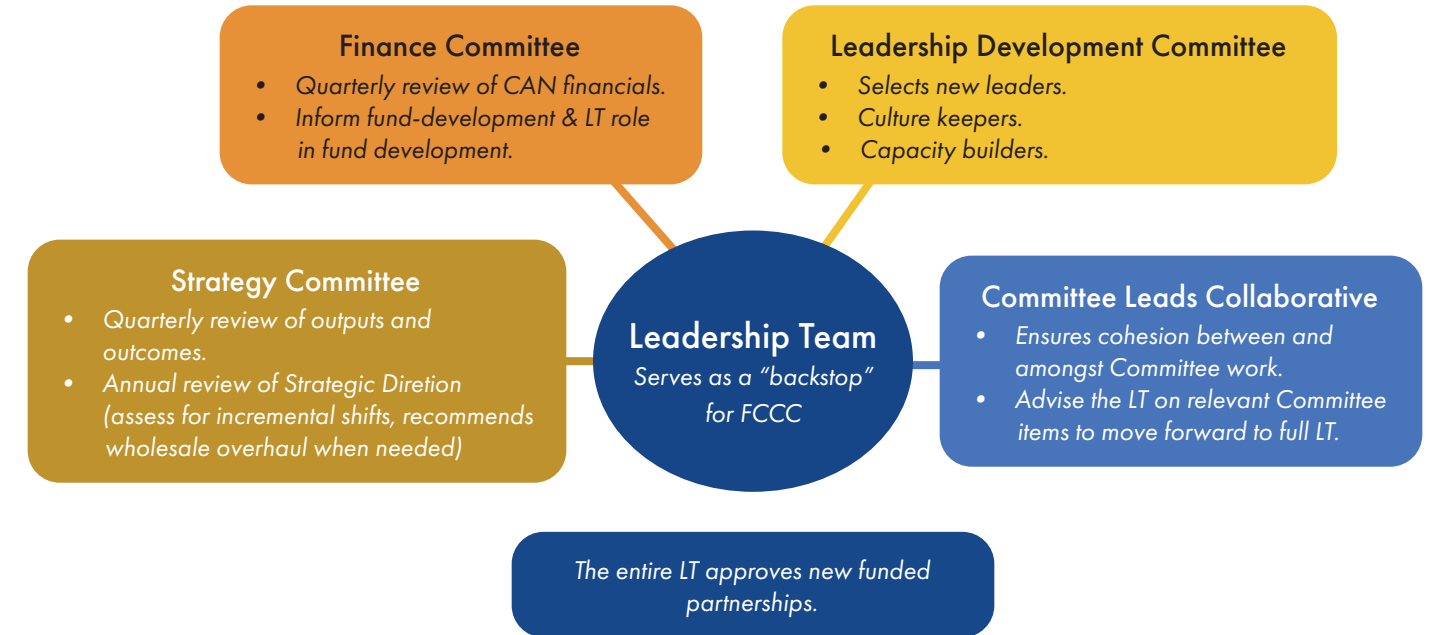 Finance Committee
• Quarterly review of CAN financials.
• Inform fund-development & LT role
in fund development.
Leadership Development Committee
• Selects new leaders.
• Culture keepers.
• Capacity builders.
Strategy Committee
• Quarterly review of outputs and
outcomes.
• Annual review of Strategic Diretion
(assess for incremental shifts, recommends
wholesale overhaul when needed)
Leadership Team
Serves as a “backstop”
for FCCC
Committee Leads Collaborative
• Ensures cohesion between and
amongst Committee work.
• Advise the LT on relevant Committee
items to move forward to full LT.
The entire LT approves new funded
partnerships.